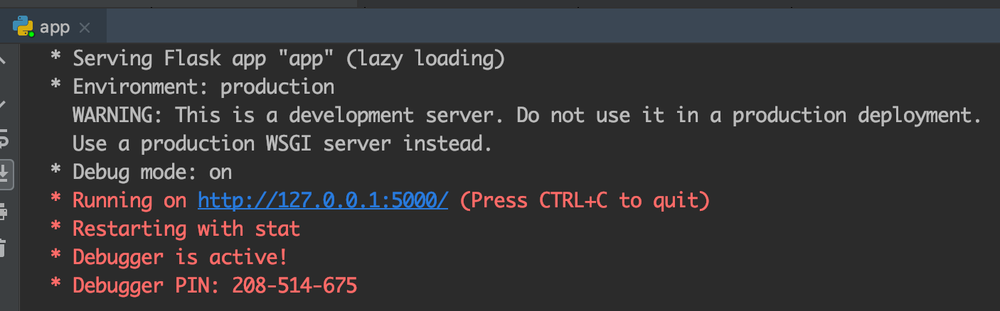 app
* Serving Flask app "app" (lazy loading)
* Environment: production
WARNING: This is a development server. Do not use it in a production deployment.
Use a production WSGI server instead.
* Debug mode: on
* Running on http://127.0.0.1:5000/ (Press CTRL+C to quit)
* Restarting with stat
* Debugger is active!
* Debugger PIN: 208-514-675